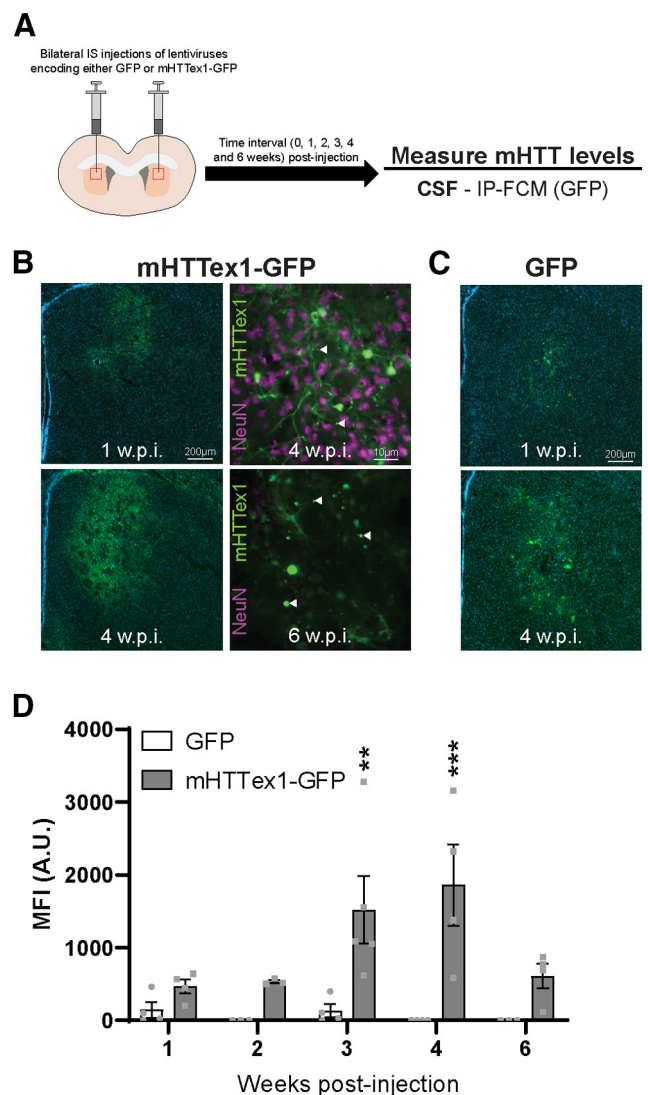 A
Bilateral IS injections of lentiviruses
encoding either GFP or mHTTex1-GFP
Time interval (0, 1, 2, 3, 4
and 6 weeks) post-injection
Measure mHTT levels
CSF - IP-FCM (GFP)
B
mHTTex1-GFP
1 w.p.i.
200µm
NeuN mHTTex1
4 w.p.i.
10µm
4 w.p.i.
NeuN mHTTex1
6 w.p.i.
C
GFP
1 w.p.i.
200µm
4 w.p.i.
D
GFP
mHTTex1-GFP
MFI (A.U.)
4000
3000
2000
1000
0
**
***
1 2 3 4 6
Weeks post-injection